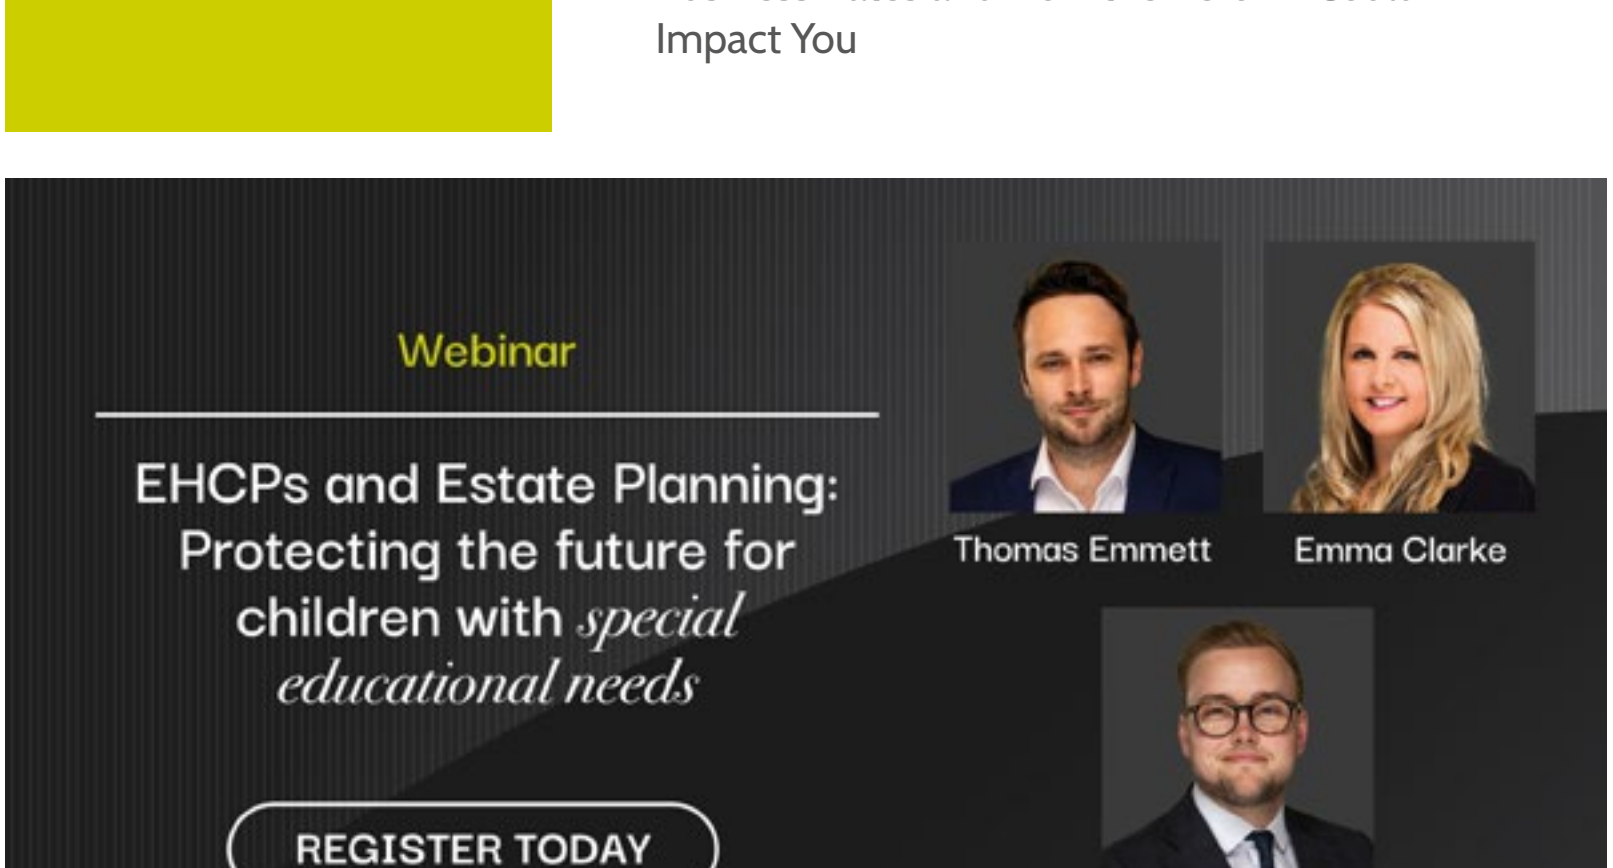 Impact You
Webinar
EHCPs and Estate Planning:
Protecting the future for
children with special
educational needs
REGISTER TODAY
Thomas Emmett
Emma Clarke